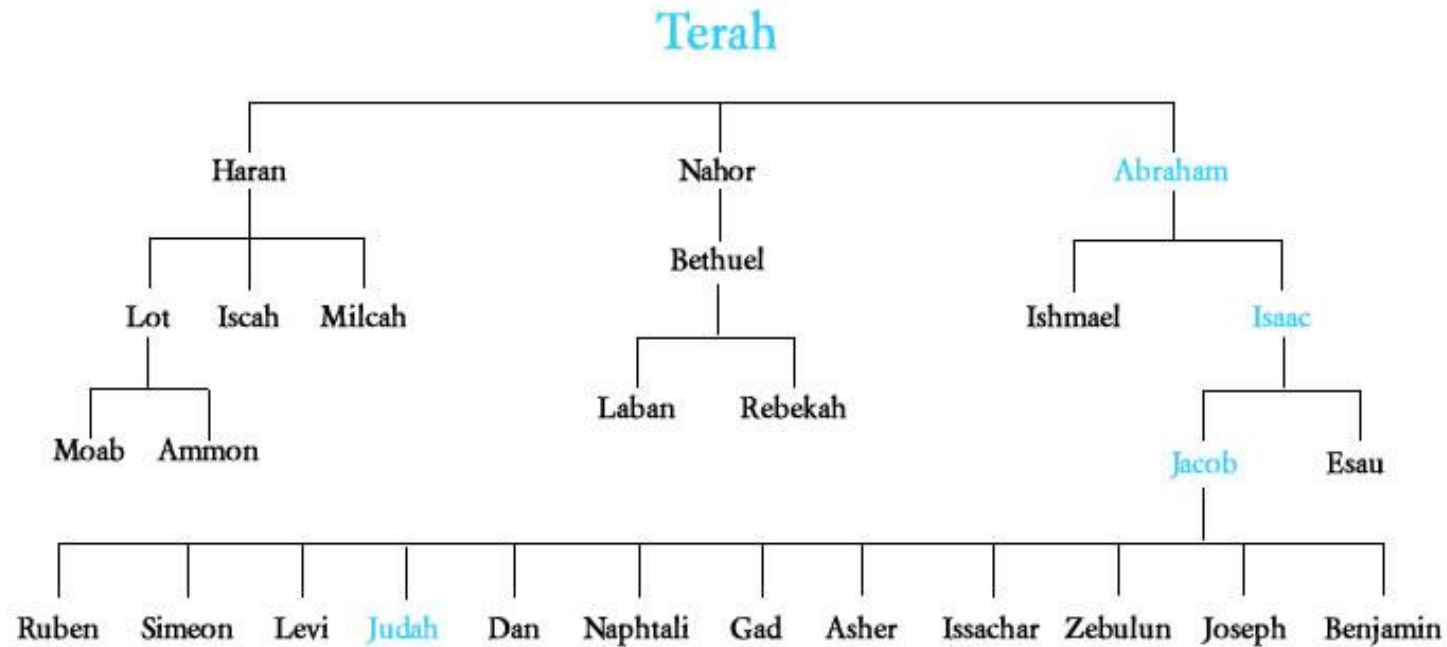 Terah
Haran Nahor Abraham
Bethuel
Lot Iscah Milcah Ishmael Isaac
Laban Rebekah
Moab Ammon Jacob Esau
Ruben Simeon Levi Judah Dan Naphtali Gad Asher Issachar Zebulun Joseph Benjamin